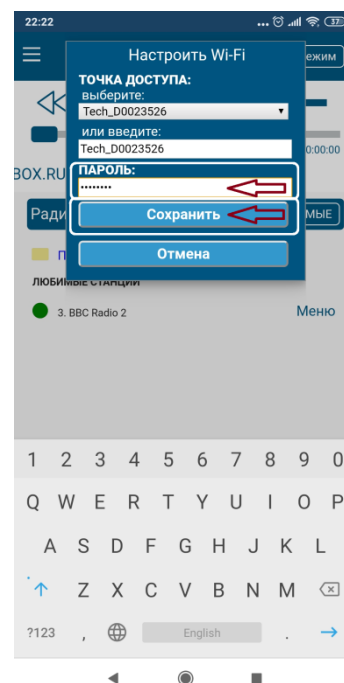 22:22
37
Настроить Wi-Fi
ежим
ТОЧКА ДОСТУПА:
выберите:
Tech_D0023526
или введите:
Tech_D0023526
0:00:00
BOX.RU
ПАРОЛЬ:
••••••••
Ради
Сохранить
МЫЕ
П
Отмена
ЛЮБИМЫЕ СТАНЦИИ
3. BBC Radio 2
Меню
1 2 3 4 5 6 7 8 9 0
Q W E R T Y U I O P
A S D F G H J K L
Z X C V B N M
?123 , English .